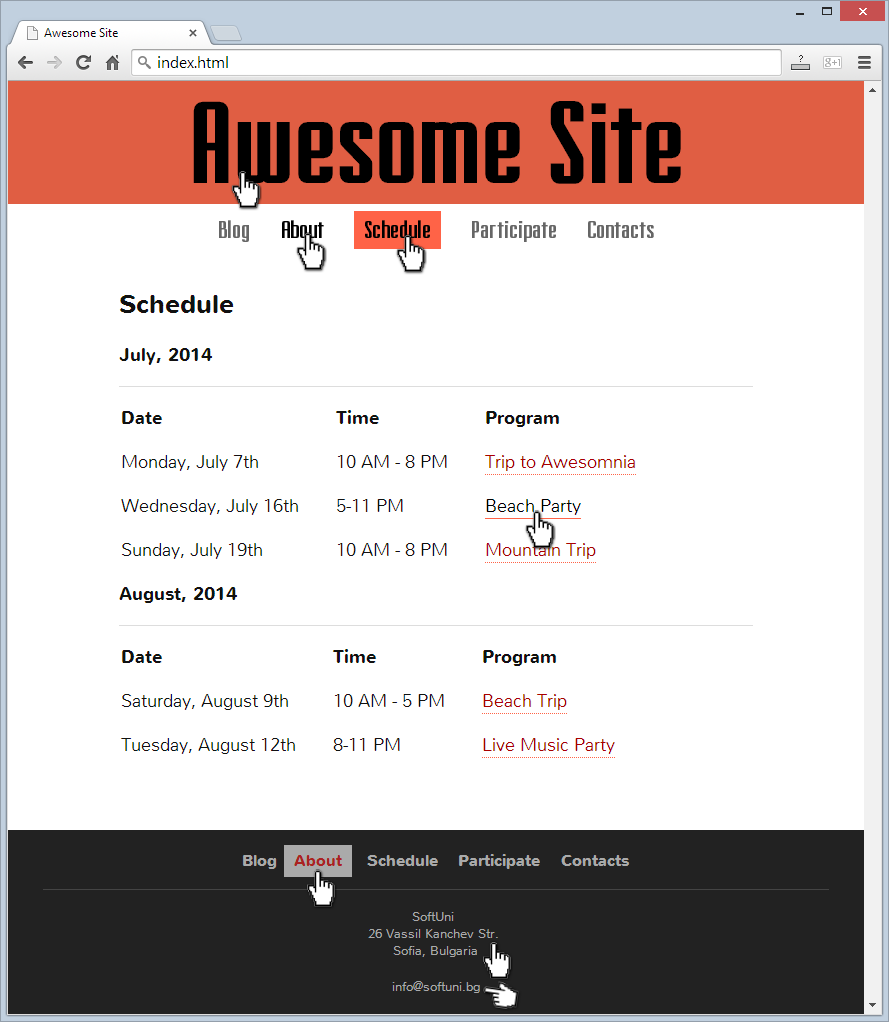 Awesome Site
index.html
g+1
Awesome Site
Blog About Schedule Participate Contacts
Schedule
July, 2014
Date Time Program
Monday, July 7th 10 AM - 8 PM Trip to Awesomnia
Wednesday, July 16th 5-11 PM Beach Party
Sunday, July 19th 10 AM - 8 PM Mountain Trip
August, 2014
Date Time Program
Saturday, August 9th 10 AM - 5 PM Beach Trip
Tuesday, August 12th 8-11 PM Live Music Party
Blog About Schedule Participate Contacts
SoftUni
26 Vassil Kanchev Str.
Sofia, Bulgaria
info@softuni.bg